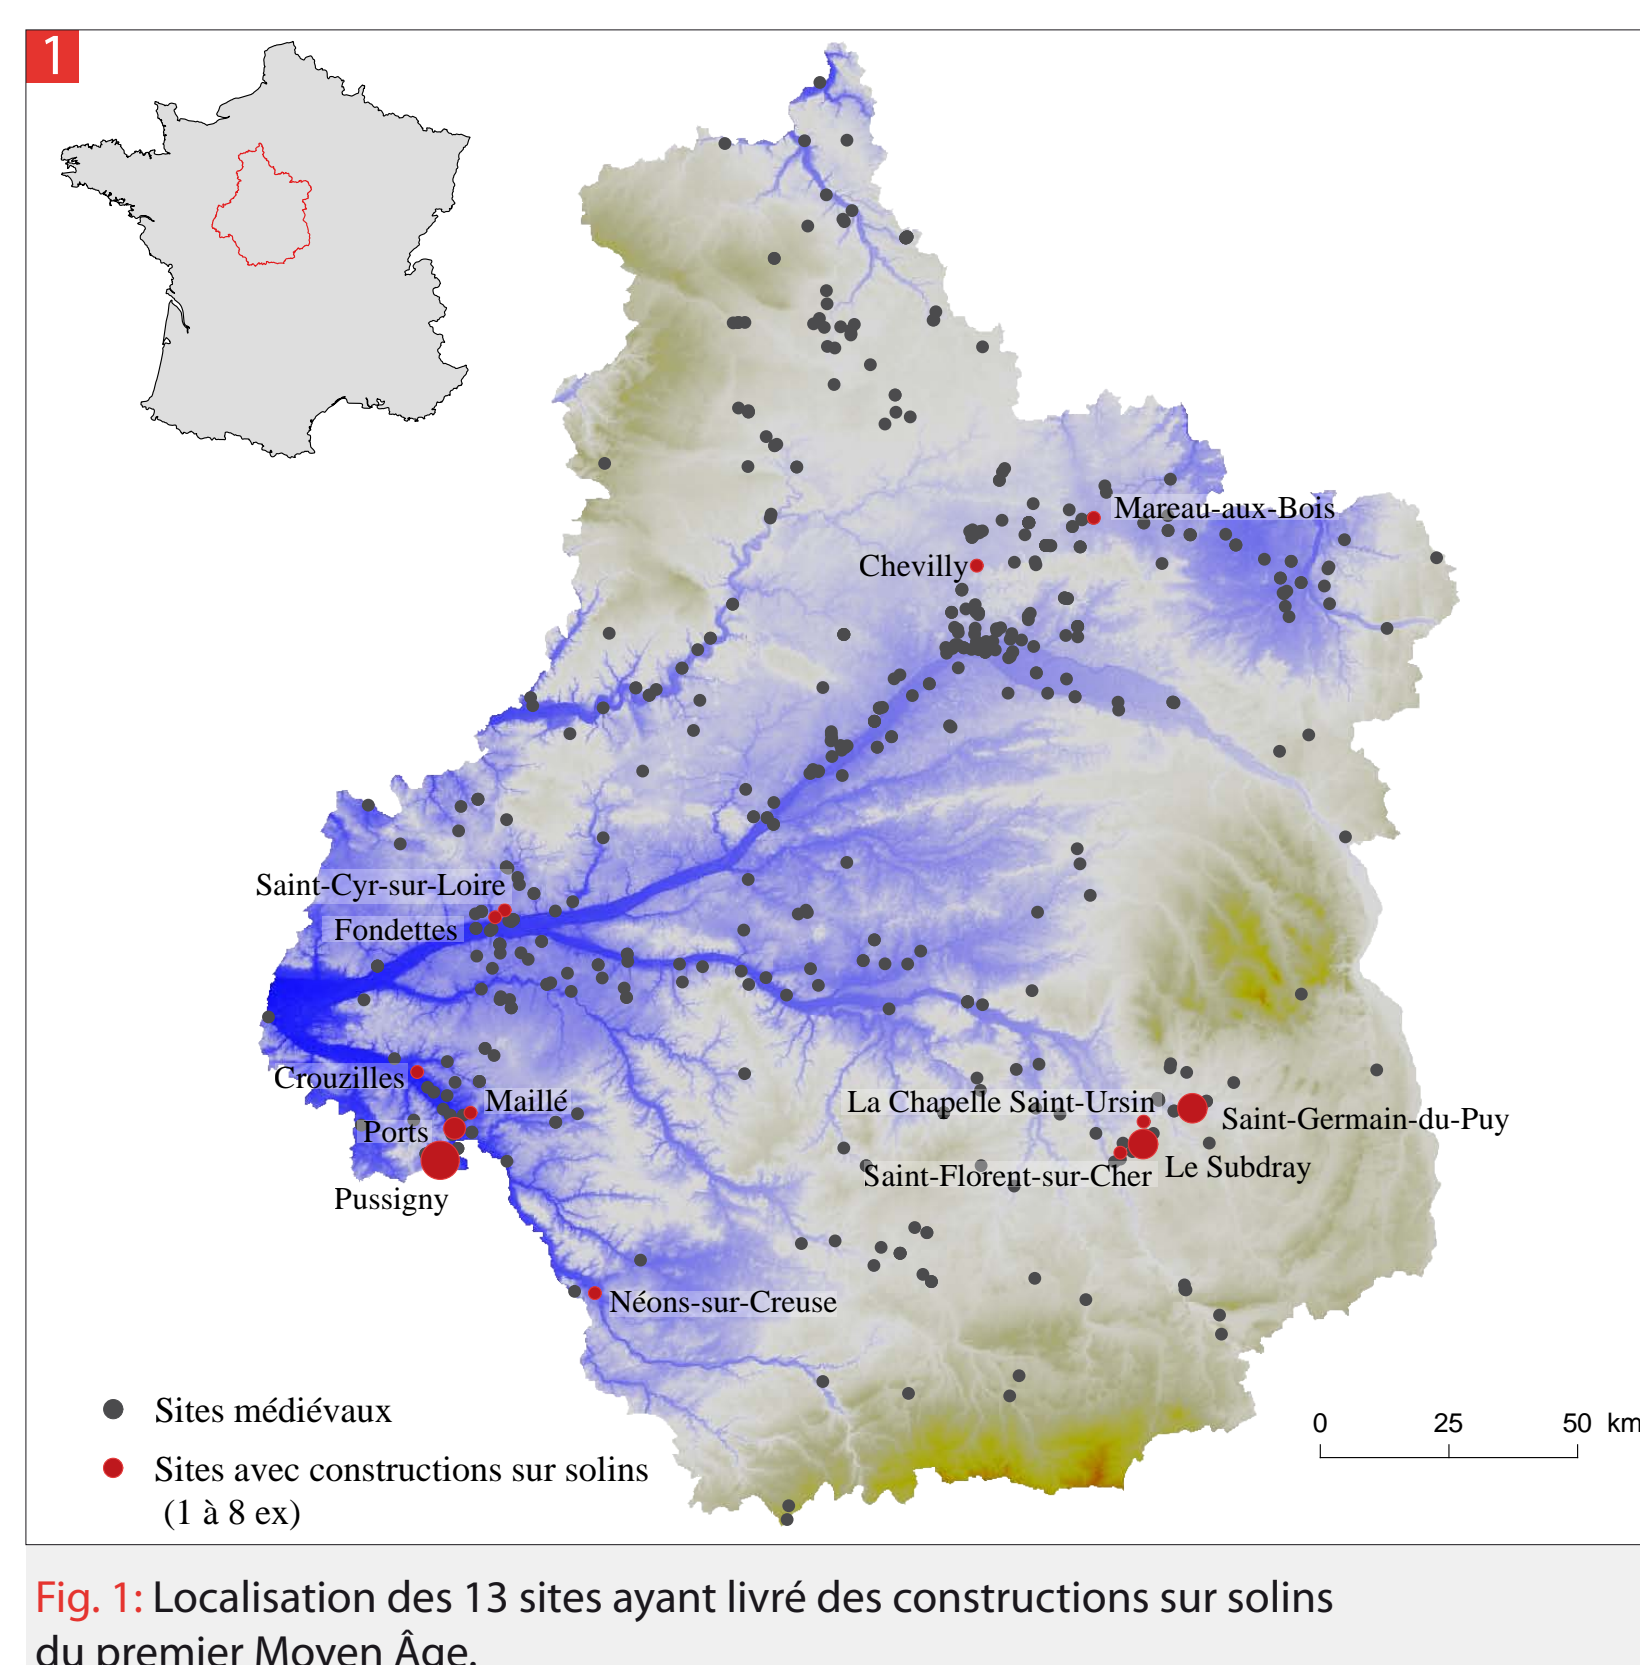 1
Mareau-aux-Bois
Chevilly
Saint-Cyr-sur-Loire
Fondettes
Crouzilles
Maillé
Ports
Pussigny
La Chapelle Saint-Ursin
Saint-Germain-du-Puy
Saint-Florent-sur-Cher
Le Subdray
Néons-sur-Creuse
Sites médiévaux
Sites avec constructions sur solins
(1 à 8 ex)
0 25 50 km
Fig. 1: Localisation des 13 sites ayant livré des constructions sur solins
du premier Moyen Âge.